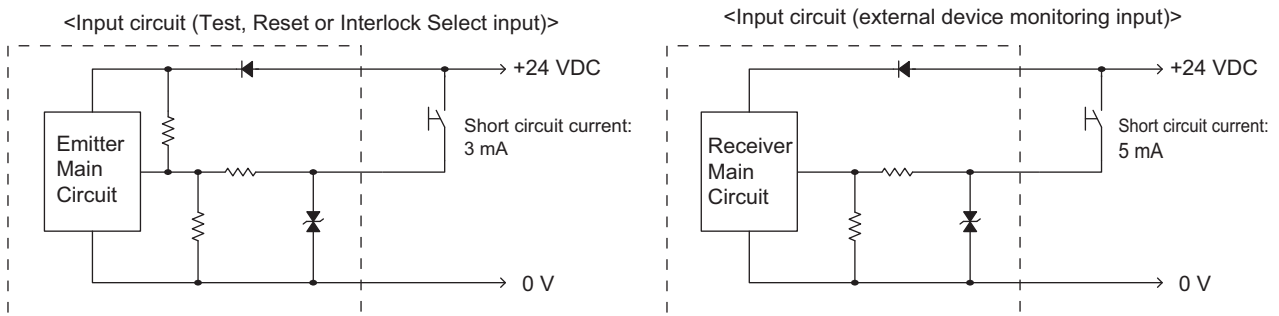 <Input circuit (Test, Reset or Interlock Select input)>
+24 VDC
Emitter
Main
Circuit
Short circuit current:
3 mA
0 V
<Input circuit (external device monitoring input)>
+24 VDC
Receiver
Main
Circuit
Short circuit current:
5 mA
0 V